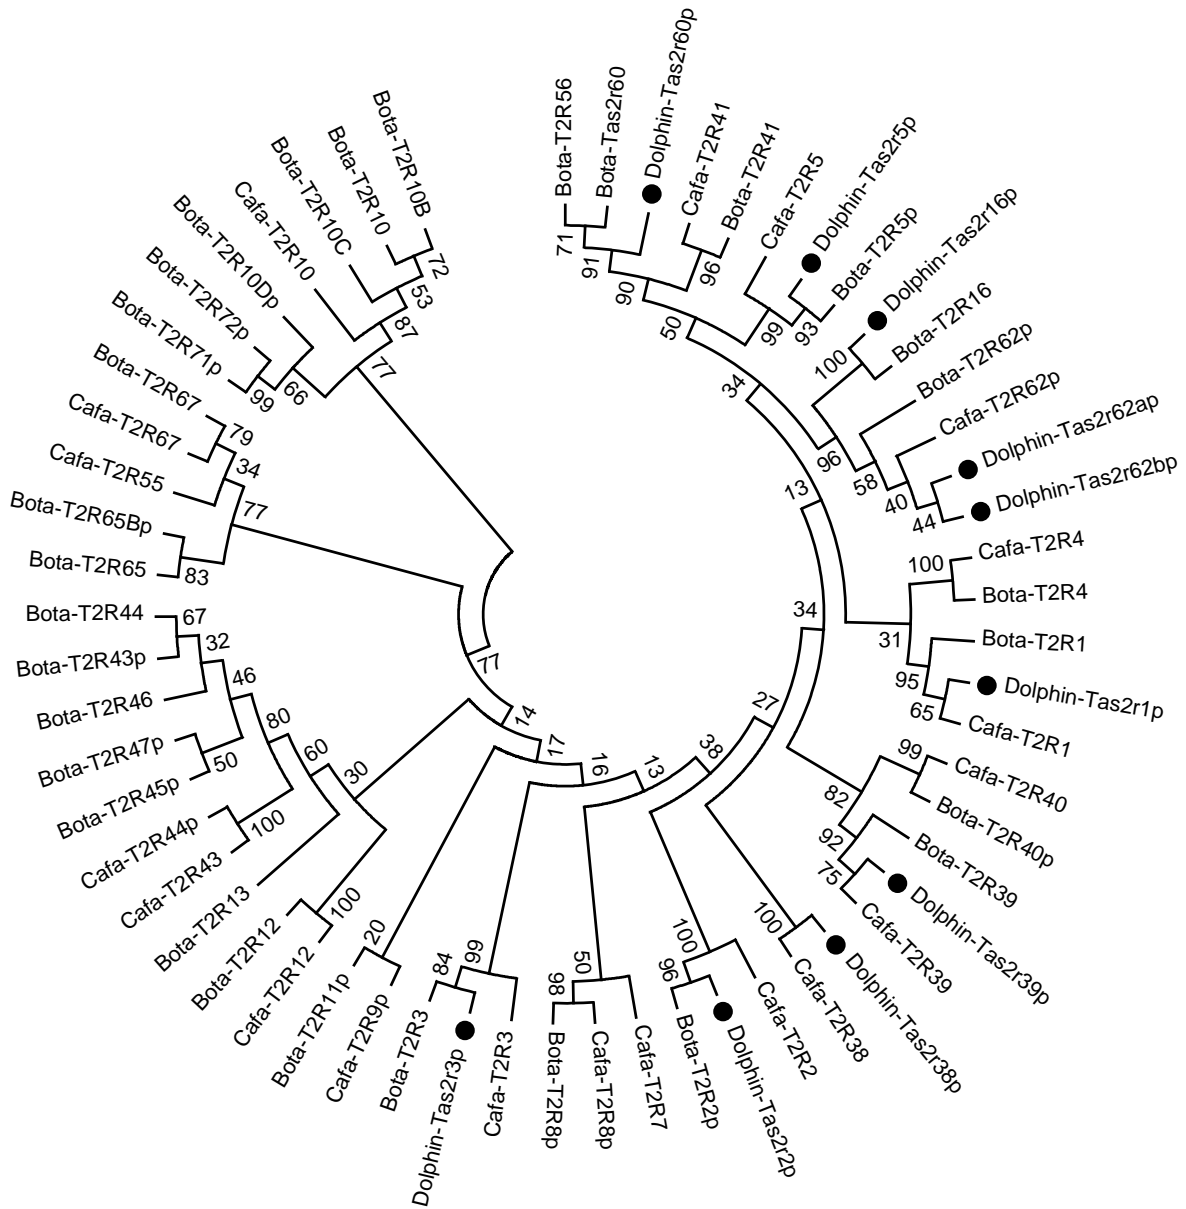 Bota-T2R56
Bota-Tas2r60
Dolphin-Tas2r60p
Cafa-T2R41
Bota-T2R41
Cafa-T2R5
Dolphin-Tas2r5p
Bota-T2R5p
Dolphin-Tas2r16p
Bota-T2R16
Bota-T2R62p
Cafa-T2R62p
Dolphin-Tas2r62ap
Dolphin-Tas2r62bp
Cafa-T2R4
Bota-T2R4
Bota-T2R1
Dolphin-Tas2r1p
Cafa-T2R1
Cafa-T2R40
Bota-T2R40p
Bota-T2R39
Dolphin-Tas2r39p
Cafa-T2R39
Dolphin-Tas2r38p
Cafa-T2R38
Cafa-T2R2
Dolphin-Tas2r2p
Bota-T2R2p
Cafa-T2R7
Cafa-T2R8p
Bota-T2R8p
Cafa-T2R3
Dolphin-Tas2r3p
Bota-T2R3
Cafa-T2R9p
Bota-T2R11p
Cafa-T2R12
Bota-T2R12
Bota-T2R13
Cafa-T2R43
Cafa-T2R44p
Bota-T2R45p
Bota-T2R47p
Bota-T2R46
Bota-T2R43p
Bota-T2R44
Bota-T2R65
Bota-T2R65Bp
Cafa-T2R55
Cafa-T2R67
Bota-T2R67
Bota-T2R71p
Bota-T2R72p
Bota-T2R10Dp
Cafa-T2R10
Bota-T2R10C
Bota-T2R10
Bota-T2R10B
71
91
90
96
50
99
93
34
100
96
58
40
44
13
100
31
95
65
34
99
82
92
75
27
100
38
100
96
13
50
98
16
99
84
17
20
14
100
30
60
80
100
46
50
32
67
77
83
77
34
79
99
66
77
87
53
72